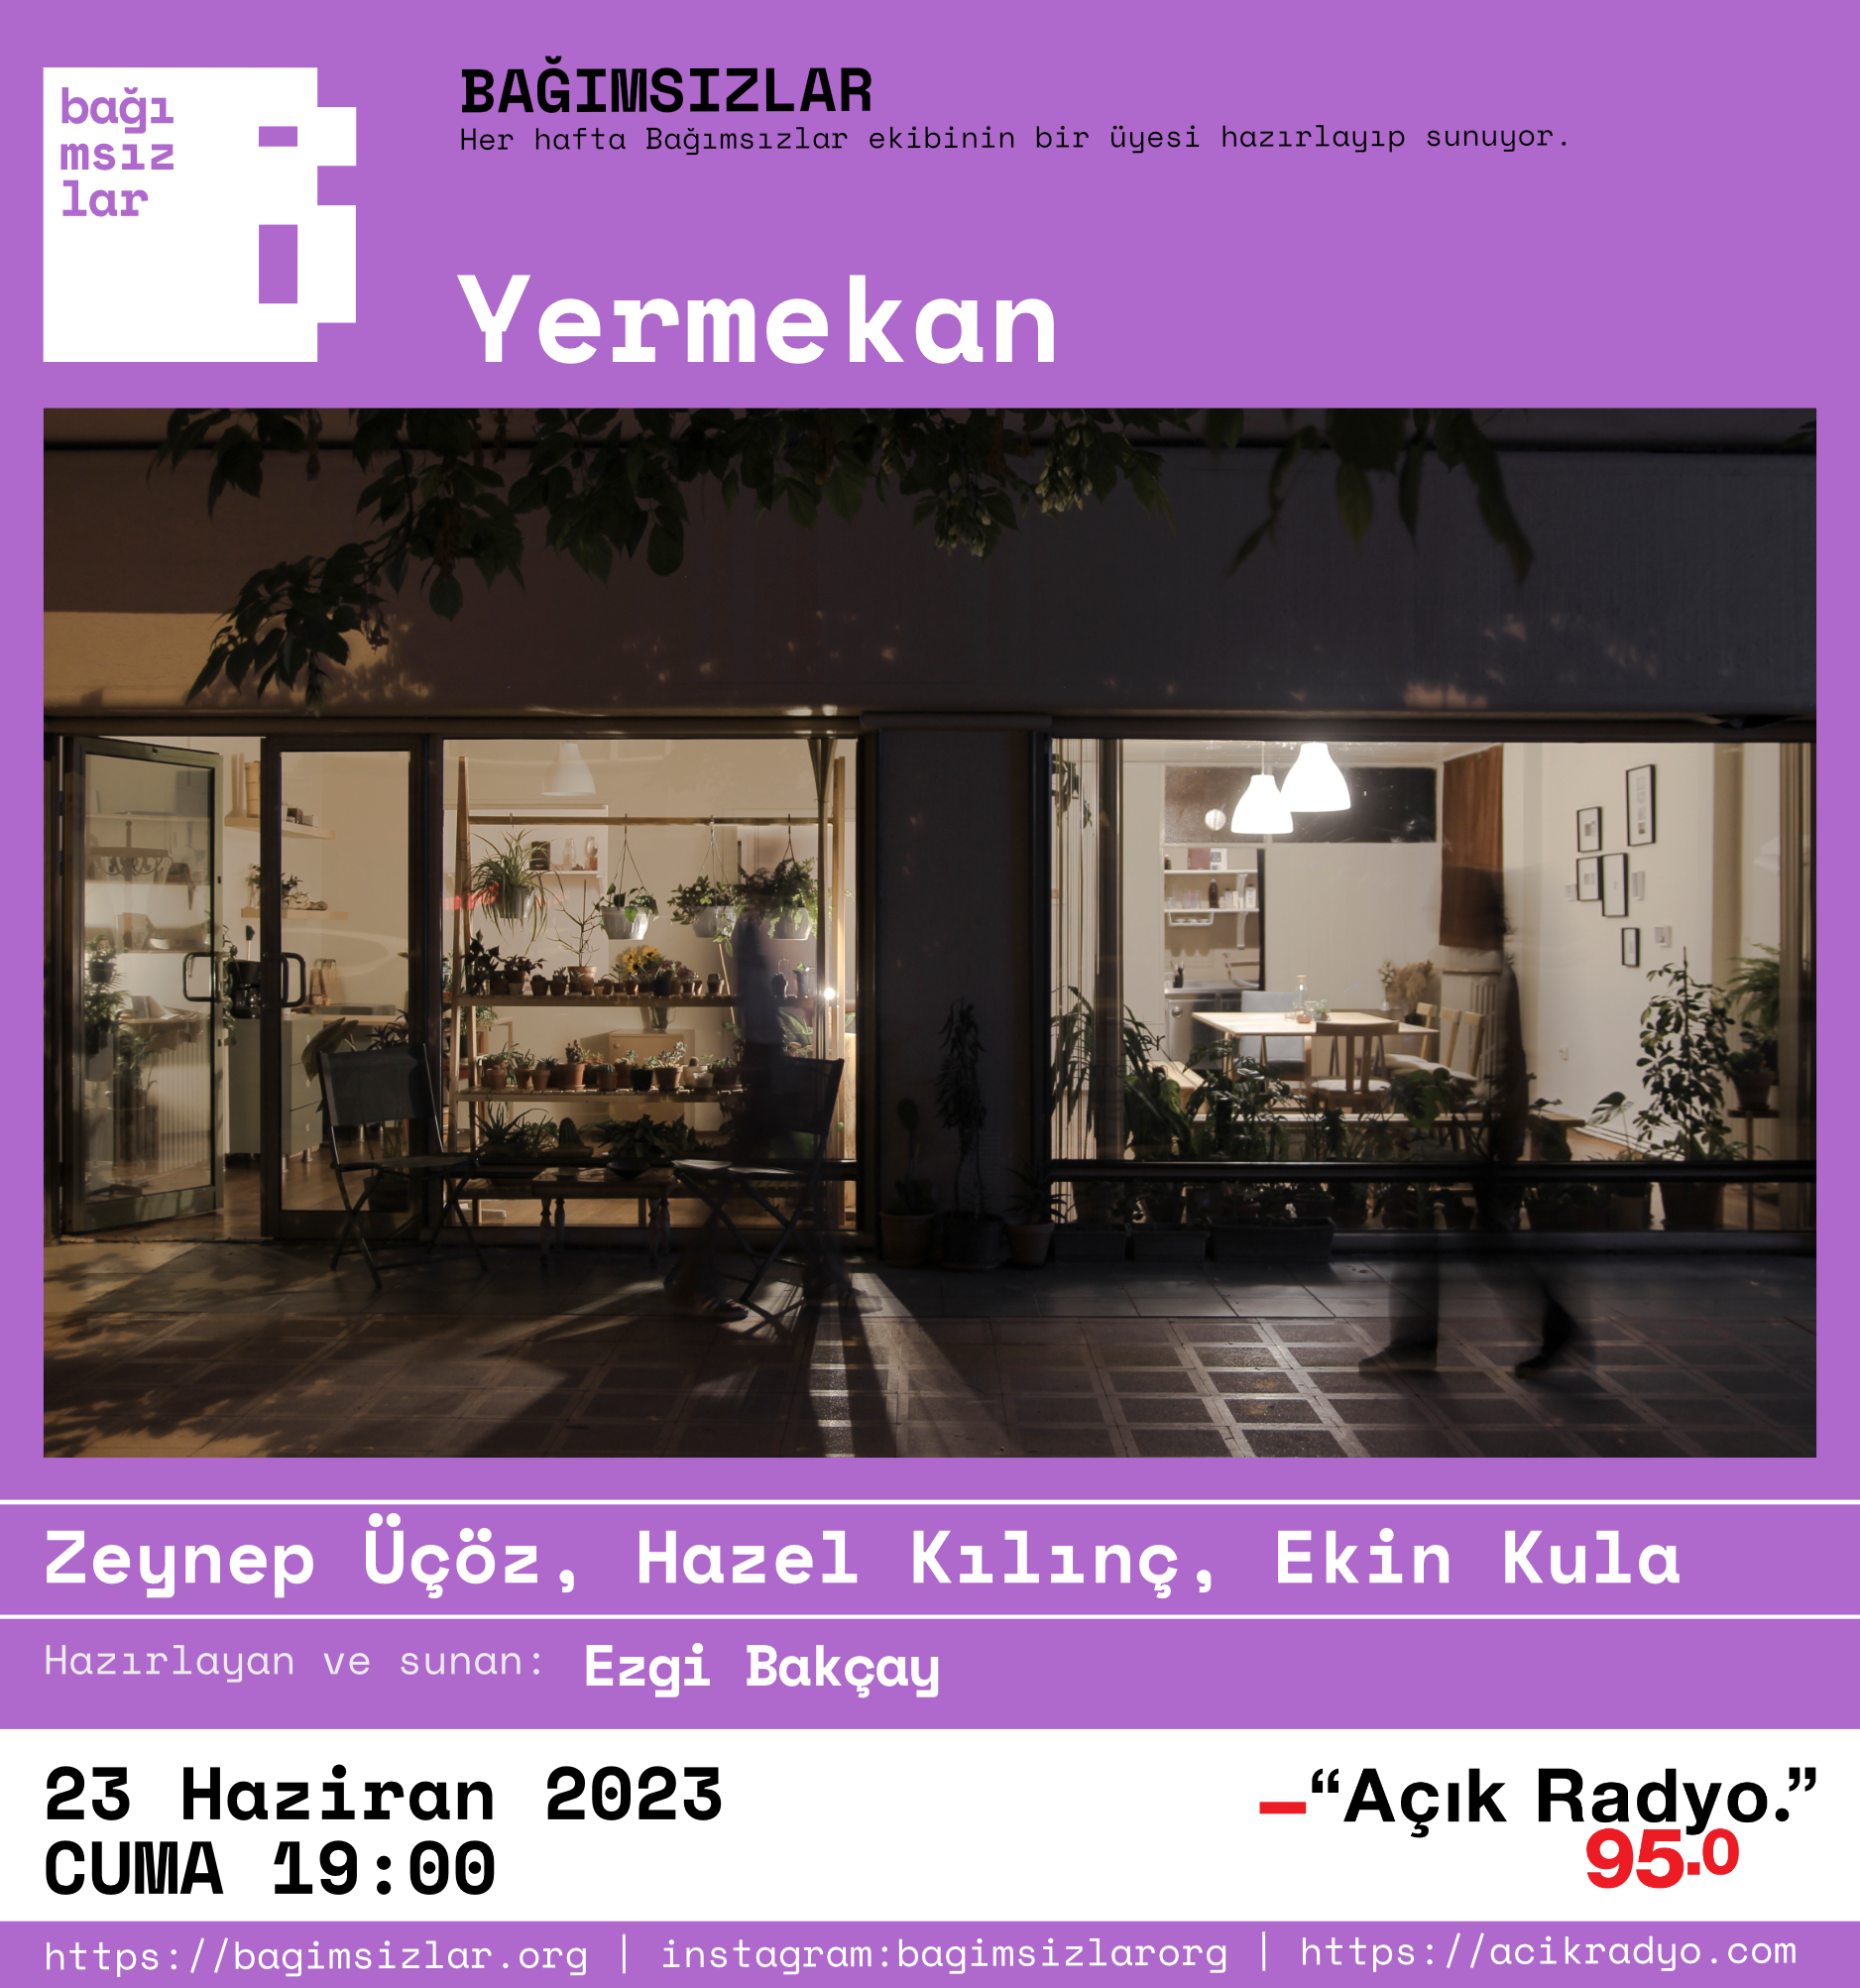 bağı
msız
lar
BAĞIMSIZLAR
Her hafta Bağımsızlar ekibinin bir üyesi hazırlayıp sunuyor.
Yermekan
Zeynep Üçöz, Hazel Kılınç, Ekin Kula
Hazırlayan ve sunan: Ezgi Bakçay
23 Haziran 2023
CUMA 19:00
“Açık Radyo.”
95.0
https://bagimsizlar.org | instagram:bagimsizlarorg | https://acikradyo.com